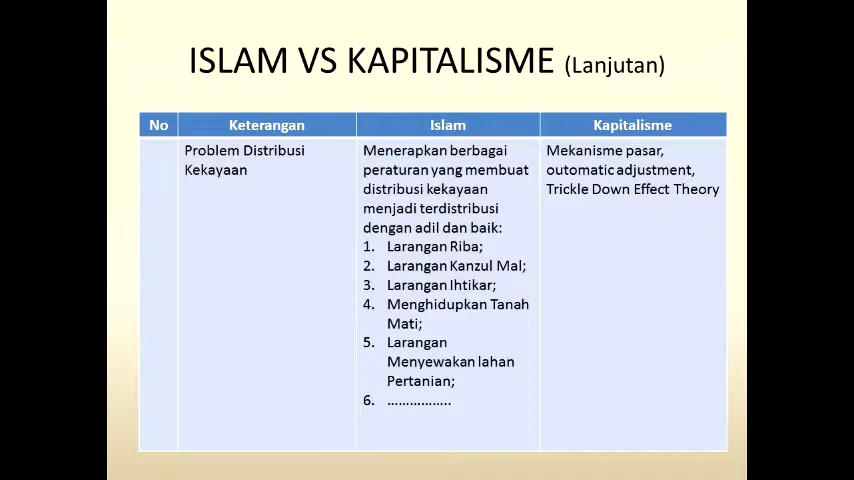 ISLAM VS KAPITALISME (Lanjutan)
No Keterangan Islam Kapitalisme
Problem Distribusi
Kekayaan
Menerapkan berbagai
peraturan yang membuat
distribusi kekayaan
menjadi terdistribusi
dengan adil dan baik:
1. Larangan Riba;
2. Larangan Kanzul Mal;
3. Larangan Ihtikar;
4. Menghidupkan Tanah
Mati;
5. Larangan
Menyewakan lahan
Pertanian;
6. ……………..
Mekanisme pasar,
outomatic adjustment,
Trickle Down Effect Theory